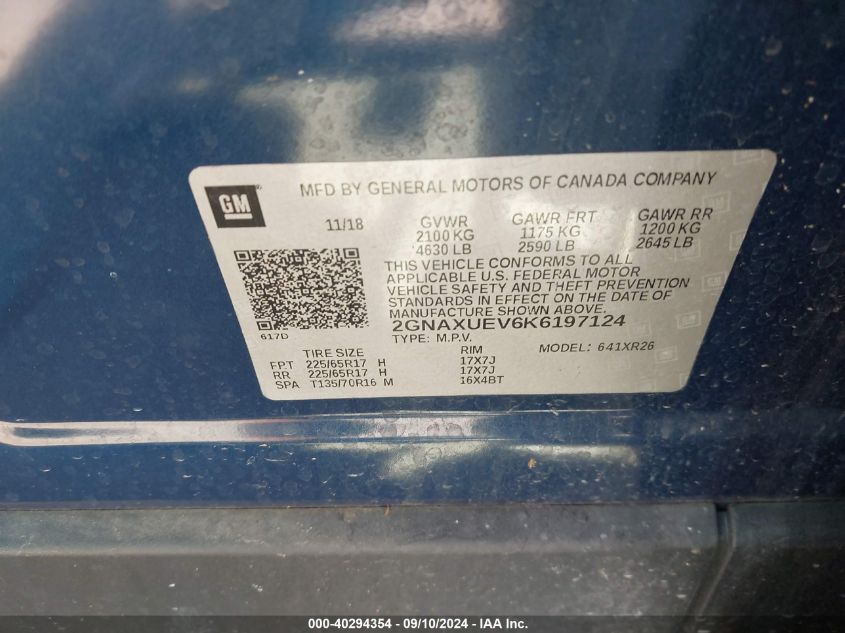 GM
MFD BY GENERAL MOTORS OF CANADA COMPANY
11/18 GVWR GAWR FRT GAWR RR
2100 KG 1175 KG 1200 KG
4630 LB 2590 LB 2645 LB
THIS VEHICLE CONFORMS TO ALL
APPLICABLE U.S. FEDERAL MOTOR
VEHICLE SAFETY AND THEFT PREVENTION
STANDARDS IN EFFECT ON THE DATE OF
MANUFACTURE SHOWN ABOVE.
617D 2GNAXUEV6K6197124
TYPE: M.P.V. MODEL: 641XR26
TIRE SIZE RIM
FPT 225/65R17 H 17X7J
RR 225/65R17 H 17X7J
SPA T135/70R16 M 16X4BT
000-40294354 - 09/10/2024 - IAA Inc.